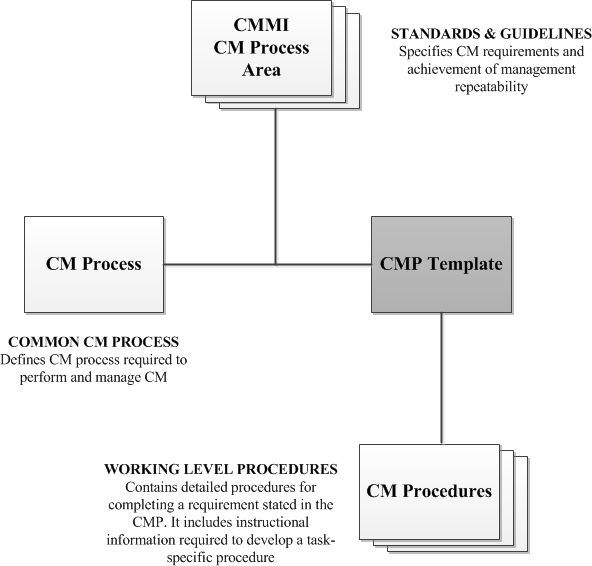 CMMI
CM Process
Area
STANDARDS & GUIDELINES
Specifies CM requirements and
achievement of management
repeatability
CM Process
CMP Template
COMMON CM PROCESS
Defines CM process required to
perform and manage CM
WORKING LEVEL PROCEDURES
Contains detailed procedures for
completing a requirement stated in the
CMP. It includes instructional
information required to develop a task-
specific procedure
CM Procedures